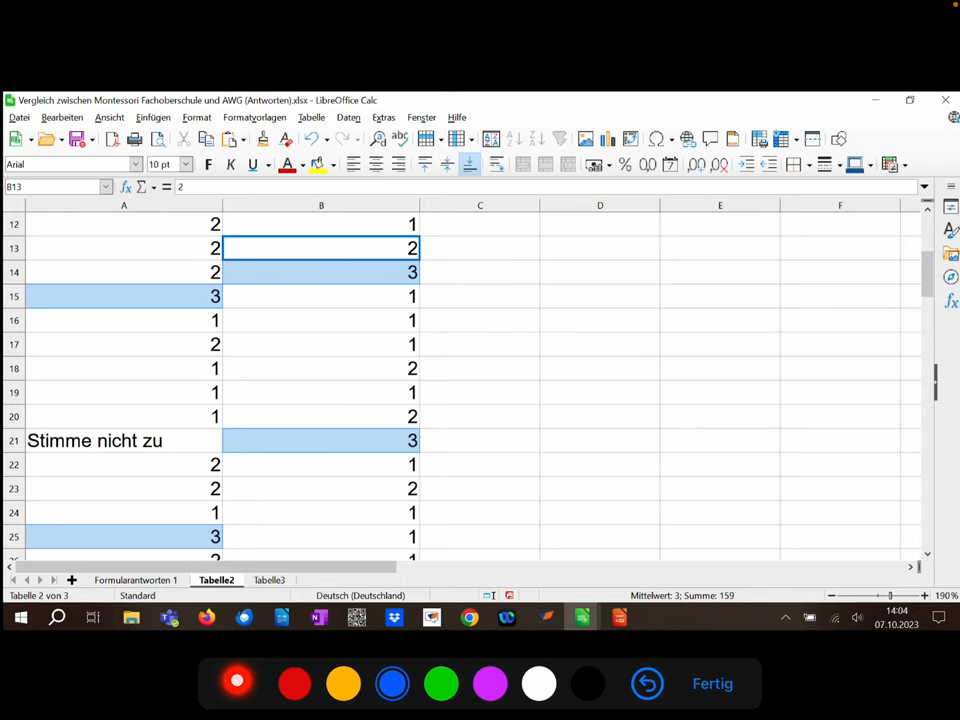 Vergleich zwischen Montessori Fachoberschule und AWG (Antworten).xlsx - LibreOffice Calc
Datei Bearbeiten Ansicht Einfügen Format Formatvorlagen Tabelle Daten Extras Fenster Hilfe
Arial 10 pt F K U
B13 2
A B C D E F
12 2 1
13 2 2
14 2 3
15 3 1
16 1 1
17 2 1
18 1 2
19 1 1
20 1 2
21 Stimme nicht zu 3
22 2 1
23 2 2
24 1 1
25 3 1
26 2 1
Formularantworten 1 Tabelle2 Tabelle3
Tabelle 2 von 3 Standard Deutsch (Deutschland) Mittelwert: 3; Summe: 159 190%
14:04
07.10.2023
Fertig